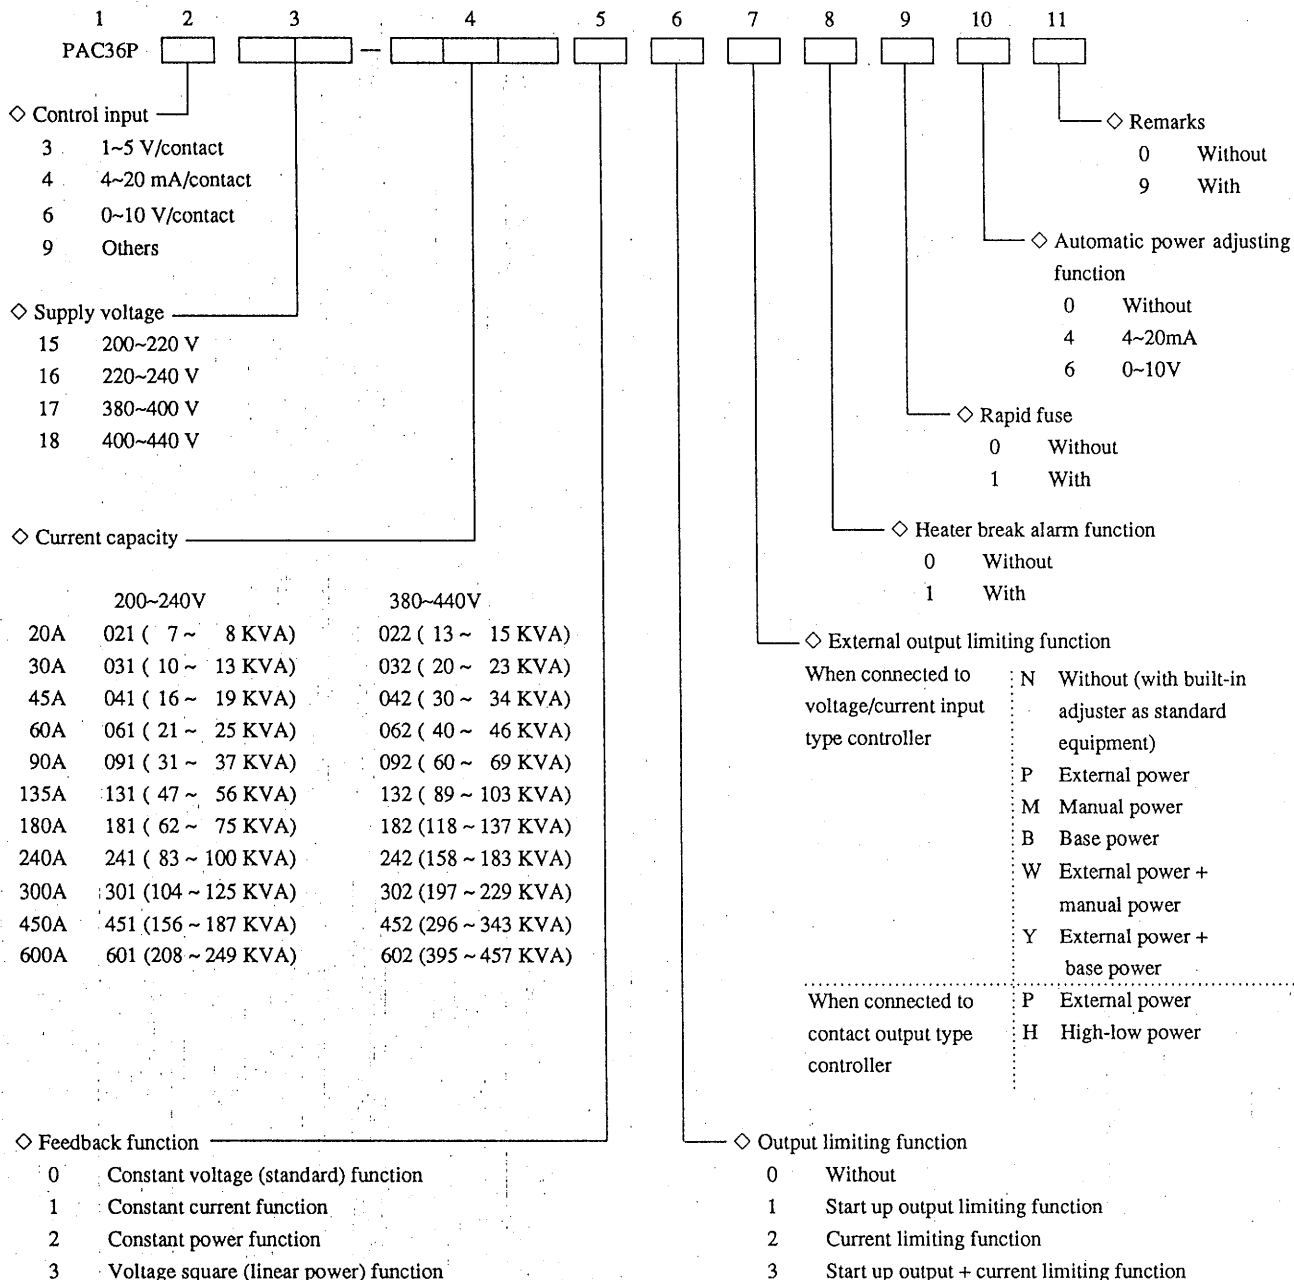 1 2 3 4 5 6 7 8 9 10 11
PAC36P –
◇ Control input
3 1~5 V/contact
4 4~20 mA/contact
6 0~10 V/contact
9 Others
◇ Supply voltage
15 200~220 V
16 220~240 V
17 380~400 V
18 400~440 V
◇ Current capacity
200~240V 380~440V
20A 021 ( 7 ~ 8 KVA) 022 ( 13 ~ 15 KVA)
30A 031 ( 10 ~ 13 KVA) 032 ( 20 ~ 23 KVA)
45A 041 ( 16 ~ 19 KVA) 042 ( 30 ~ 34 KVA)
60A 061 ( 21 ~ 25 KVA) 062 ( 40 ~ 46 KVA)
90A 091 ( 31 ~ 37 KVA) 092 ( 60 ~ 69 KVA)
135A 131 ( 47 ~ 56 KVA) 132 ( 89 ~ 103 KVA)
180A 181 ( 62 ~ 75 KVA) 182 (118 ~ 137 KVA)
240A 241 ( 83 ~ 100 KVA) 242 (158 ~ 183 KVA)
300A 301 (104 ~ 125 KVA) 302 (197 ~ 229 KVA)
450A 451 (156 ~ 187 KVA) 452 (296 ~ 343 KVA)
600A 601 (208 ~ 249 KVA) 602 (395 ~ 457 KVA)
◇ Feedback function
0 Constant voltage (standard) function
1 Constant current function
2 Constant power function
3 Voltage square (linear power) function
◇ Remarks
0 Without
9 With
◇ Automatic power adjusting
function
0 Without
4 4~20mA
6 0~10V
◇ Rapid fuse
0 Without
1 With
◇ Heater break alarm function
0 Without
1 With
◇ External output limiting function
When connected to
voltage/current input
type controller
N Without (with built-in
adjuster as standard
equipment)
P External power
M Manual power
B Base power
W External power +
manual power
Y External power +
base power
When connected to
contact output type
controller
P External power
H High-low power
◇ Output limiting function
0 Without
1 Start up output limiting function
2 Current limiting function
3 Start up output + current limiting function